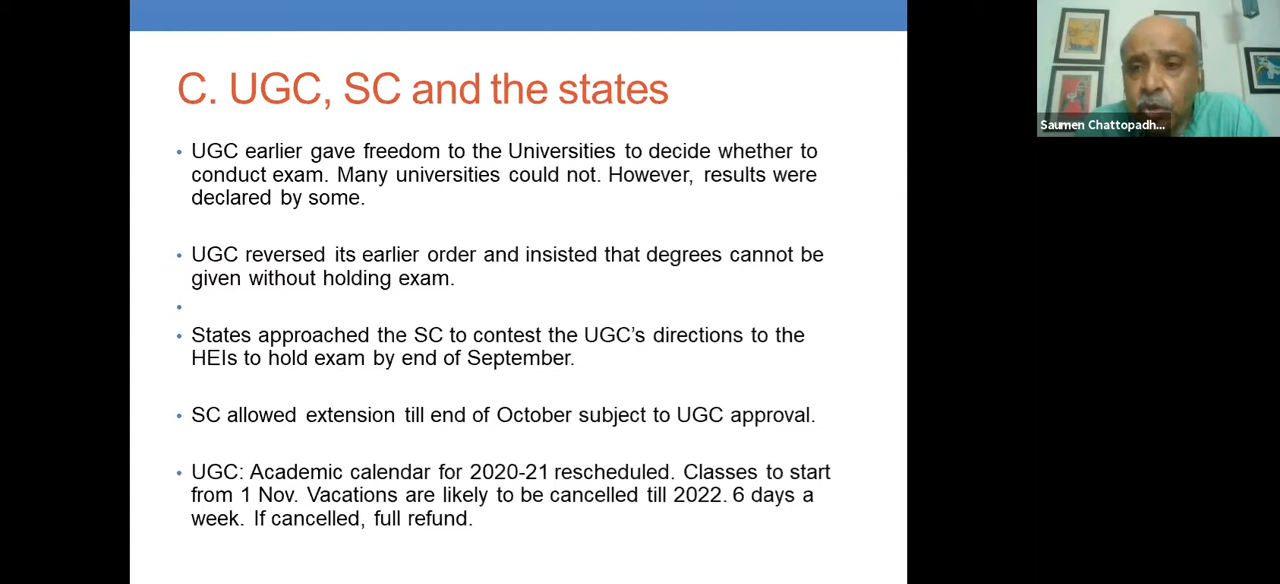 C. UGC, SC and the states
• UGC earlier gave freedom to the Universities to decide whether to
conduct exam. Many universities could not. However, results were
declared by some.
• UGC reversed its earlier order and insisted that degrees cannot be
given without holding exam.
•
• States approached the SC to contest the UGC’s directions to the
HEIs to hold exam by end of September.
• SC allowed extension till end of October subject to UGC approval.
• UGC: Academic calendar for 2020-21 rescheduled. Classes to start
from 1 Nov. Vacations are likely to be cancelled till 2022. 6 days a
week. If cancelled, full refund.
Saumen Chattopadh...